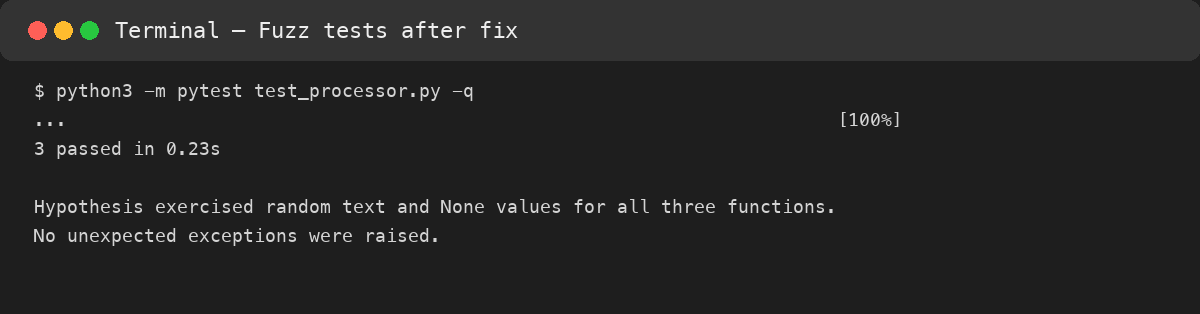 Terminal — Fuzz tests after fix
$ python3 −m pytest test_processor.py −q
... [100%]
3 passed in 0.23s
Hypothesis exercised random text and None values for all three functions.
No unexpected exceptions were raised.